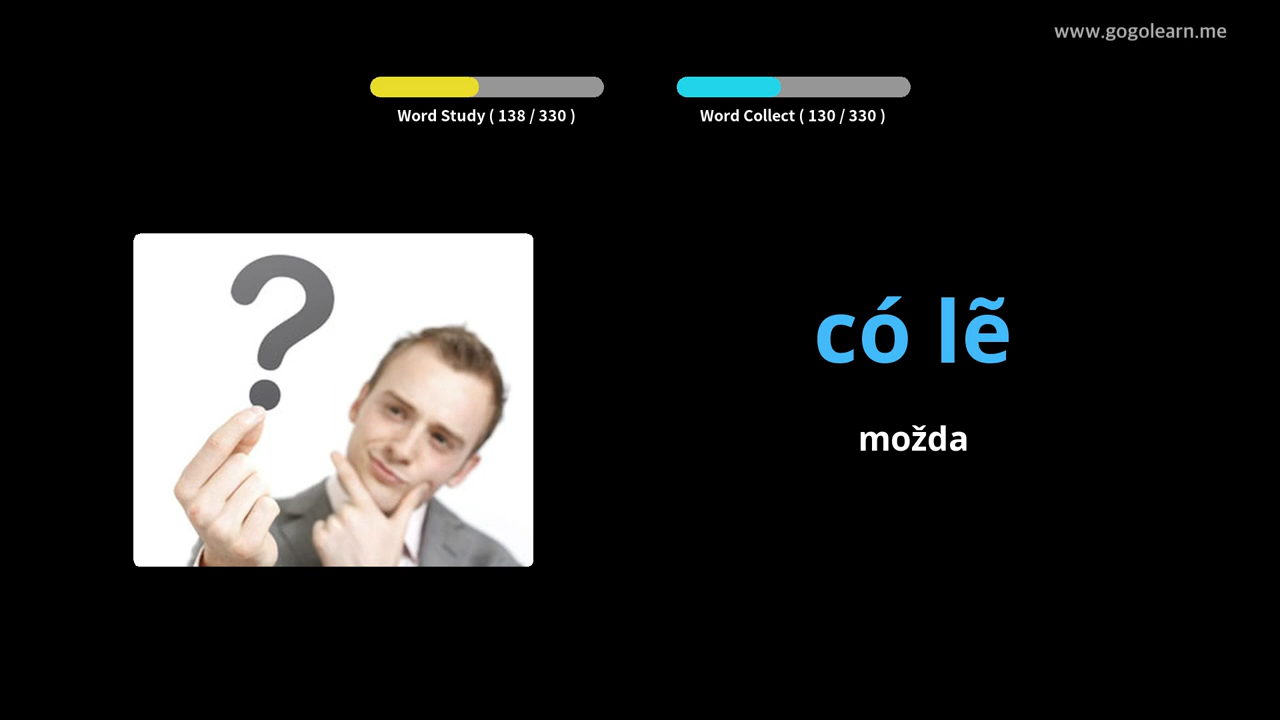 www.gogolearn.me
Word Study ( 138 / 330 )
Word Collect ( 130 / 330 )
?
có lẽ
možda